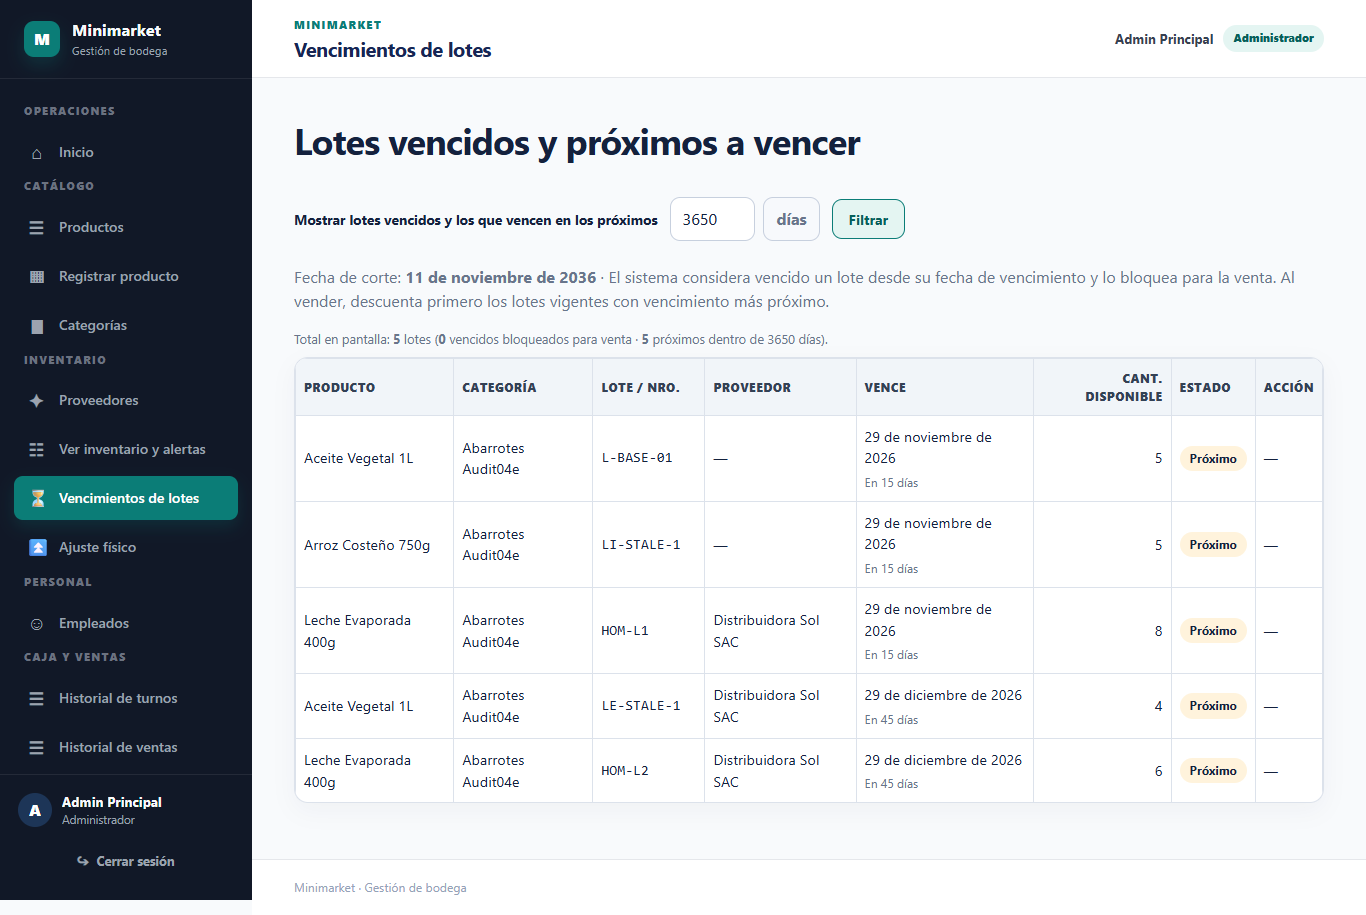 M
Minimarket
Gestión de bodega
OPERACIONES
Inicio
CATÁLOGO
Productos
Registrar producto
Categorías
INVENTARIO
Proveedores
Ver inventario y alertas
Vencimientos de lotes
Ajuste físico
PERSONAL
Empleados
CAJA Y VENTAS
Historial de turnos
Historial de ventas
A
Admin Principal
Administrador
Cerrar sesión
MINIMARKET
Vencimientos de lotes
Admin Principal
Administrador
Lotes vencidos y próximos a vencer
Mostrar lotes vencidos y los que vencen en los próximos 3650 días Filtrar
Fecha de corte: 11 de noviembre de 2036 · El sistema considera vencido un lote desde su fecha de vencimiento y lo bloquea para la venta. Al
vender, descuenta primero los lotes vigentes con vencimiento más próximo.
Total en pantalla: 5 lotes (0 vencidos bloqueados para venta · 5 próximos dentro de 3650 días).
PRODUCTO CATEGORÍA LOTE / NRO. PROVEEDOR VENCE CANT. DISPONIBLE ESTADO ACCIÓN
Aceite Vegetal 1L Abarrotes Audit04e L-BASE-01 — 29 de noviembre de 2026 En 15 días 5 Próximo —
Arroz Costeño 750g Abarrotes Audit04e LI-STALE-1 — 29 de noviembre de 2026 En 15 días 5 Próximo —
Leche Evaporada 400g Abarrotes Audit04e HOM-L1 Distribuidora Sol SAC 29 de noviembre de 2026 En 15 días 8 Próximo —
Aceite Vegetal 1L Abarrotes Audit04e LE-STALE-1 Distribuidora Sol SAC 29 de diciembre de 2026 En 45 días 4 Próximo —
Leche Evaporada 400g Abarrotes Audit04e HOM-L2 Distribuidora Sol SAC 29 de diciembre de 2026 En 45 días 6 Próximo —
Minimarket · Gestión de bodega